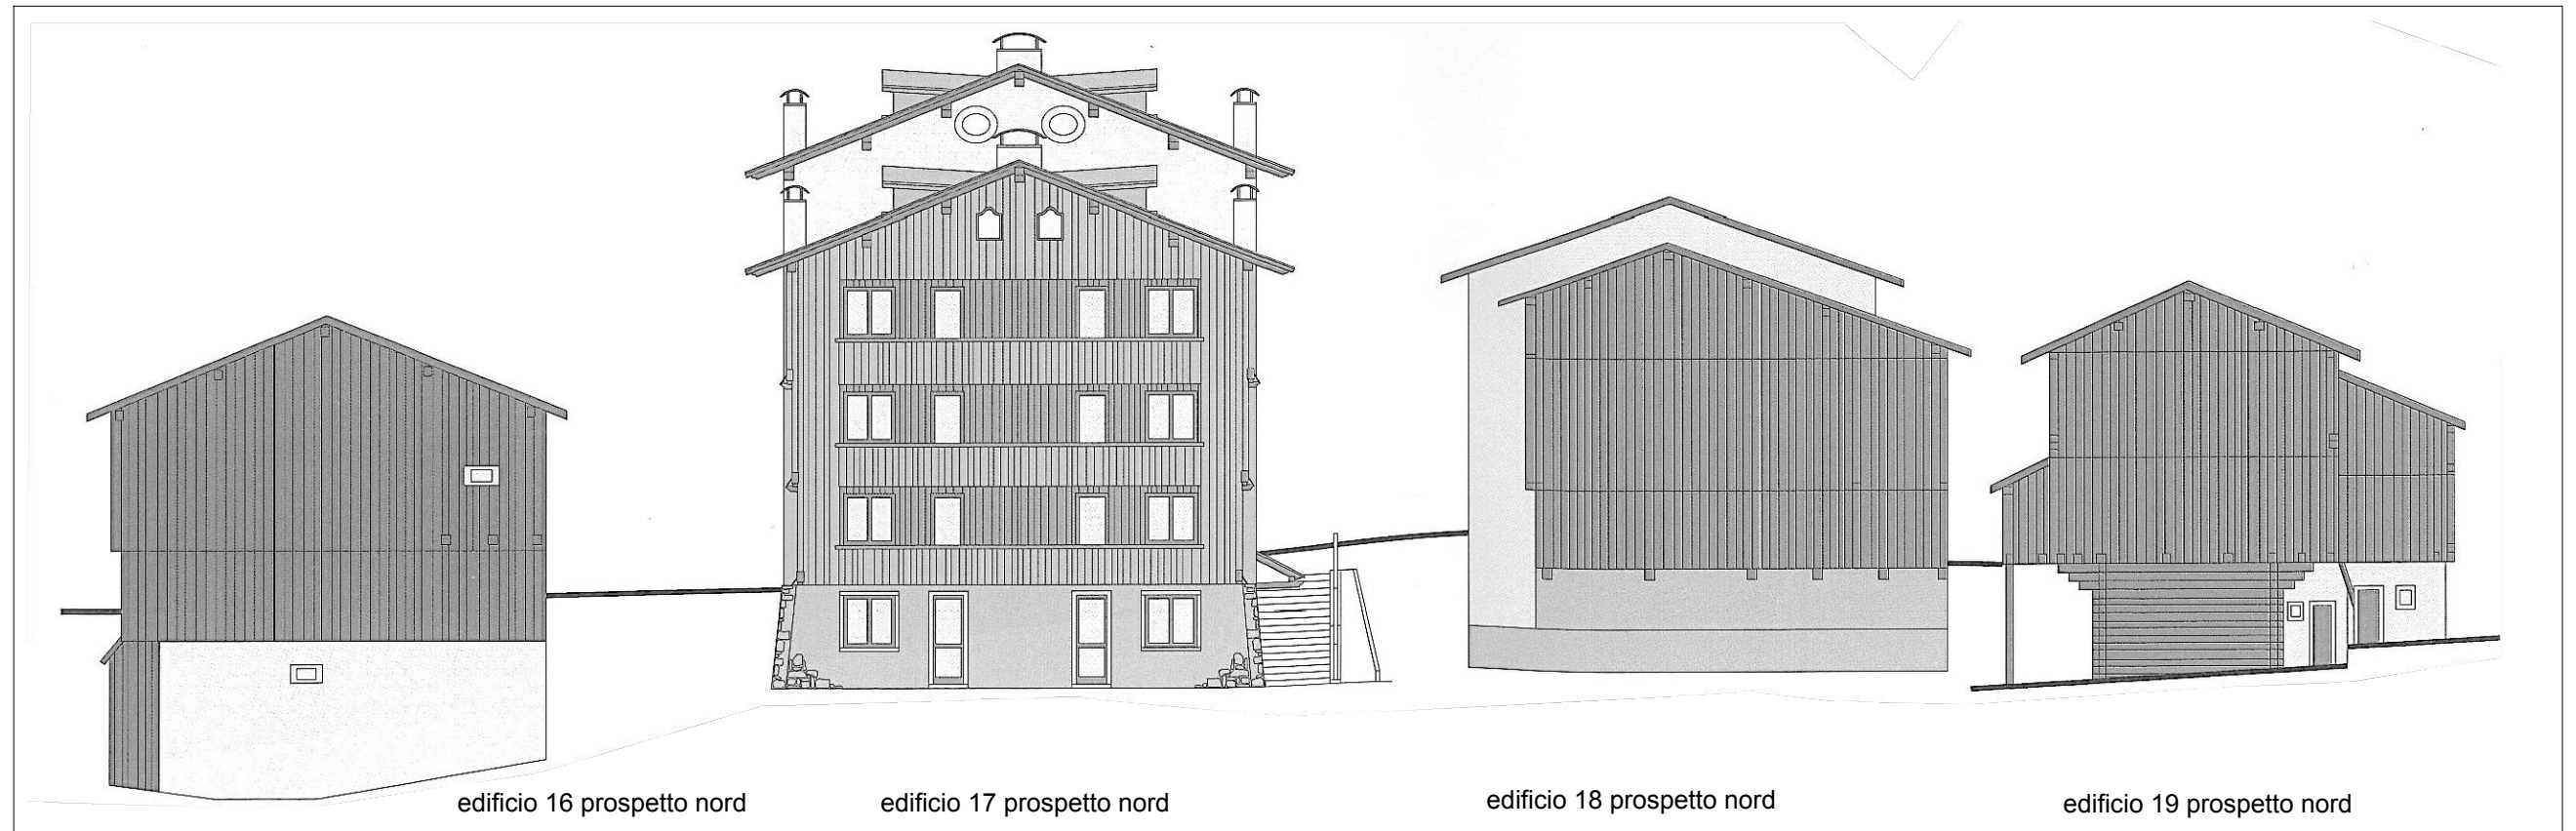 edificio 16 prospetto nord
edificio 17 prospetto nord
edificio 18 prospetto nord
edificio 19 prospetto nord